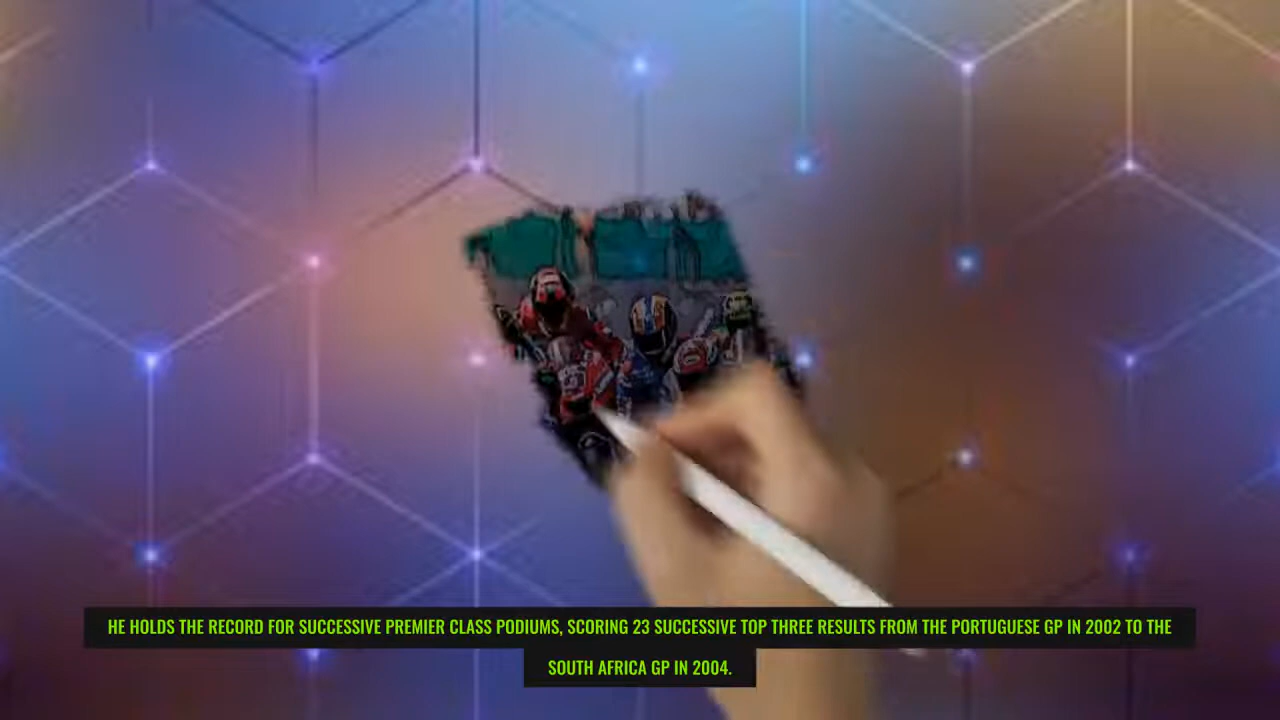 HE HOLDS THE RECORD FOR SUCCESSIVE PREMIER CLASS PODIUMS, SCORING 23 SUCCESSIVE TOP THREE RESULTS FROM THE PORTUGUESE GP IN 2002 TO THE
SOUTH AFRICA GP IN 2004.